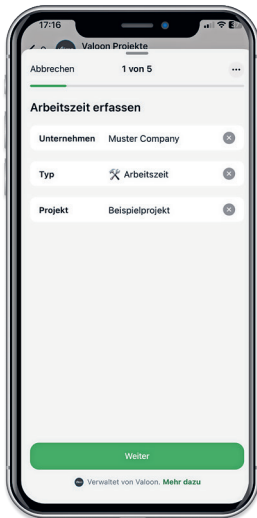 17:16
Valoon Projekte
Abbrechen 1 von 5 ...
Arbeitszeit erfassen
Unternehmen Muster Company
Typ 🛠 Arbeitszeit
Projekt Beispielprojekt
Weiter
Verwaltet von Valoon. Mehr dazu